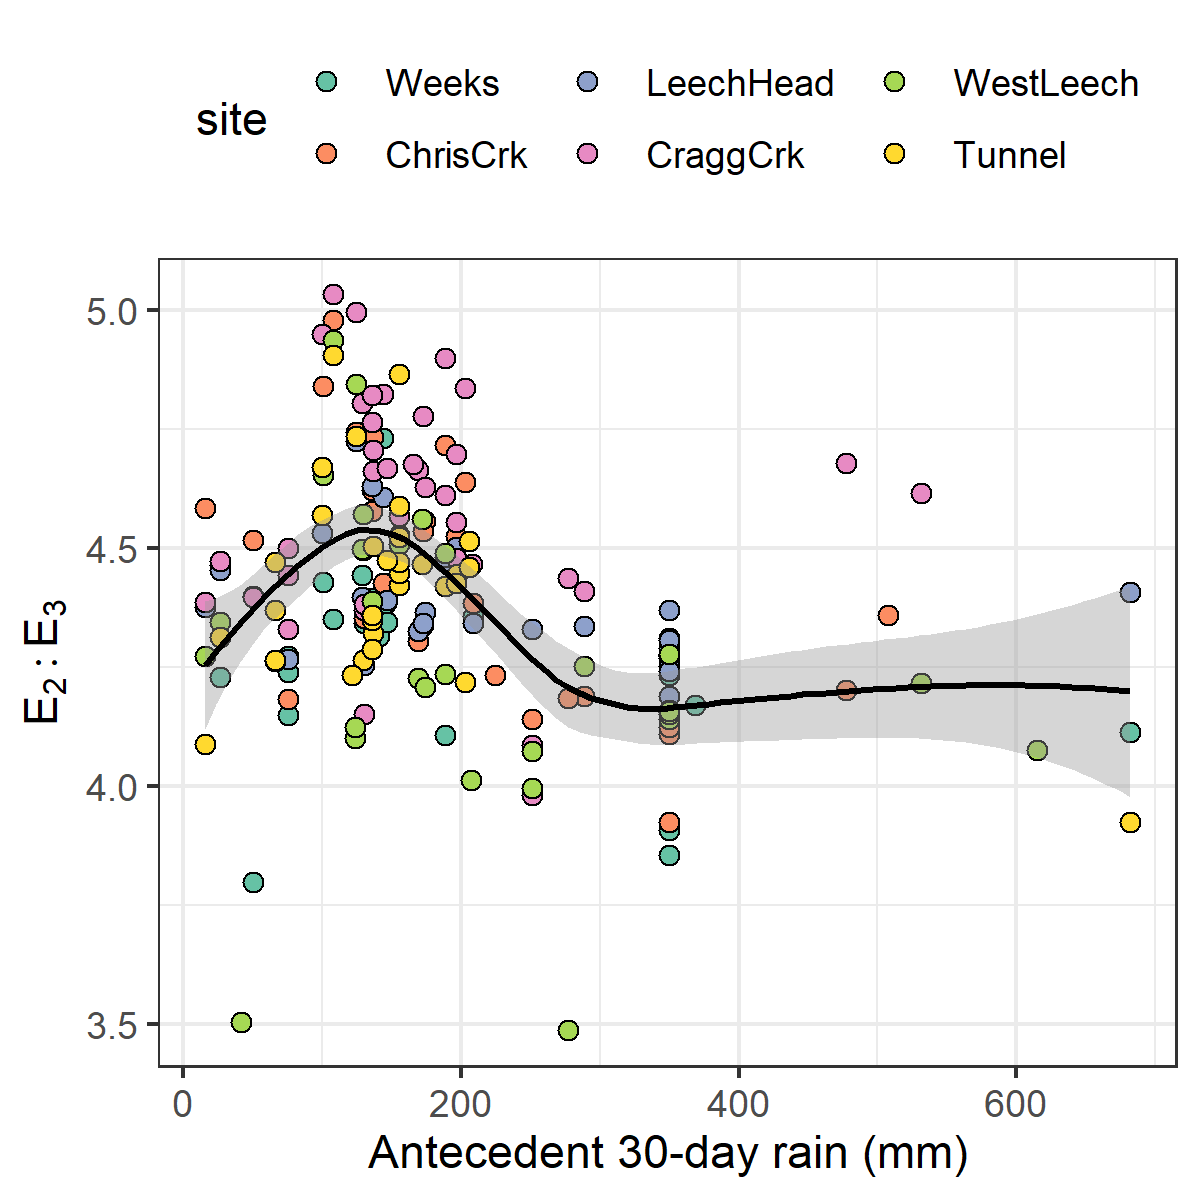 site
Weeks LeechHead WestLeech
ChrisCrk CraggCrk Tunnel
5.0
4.5
4.0
3.5
E₂ : E₃
0 200 400 600
Antecedent 30-day rain (mm)